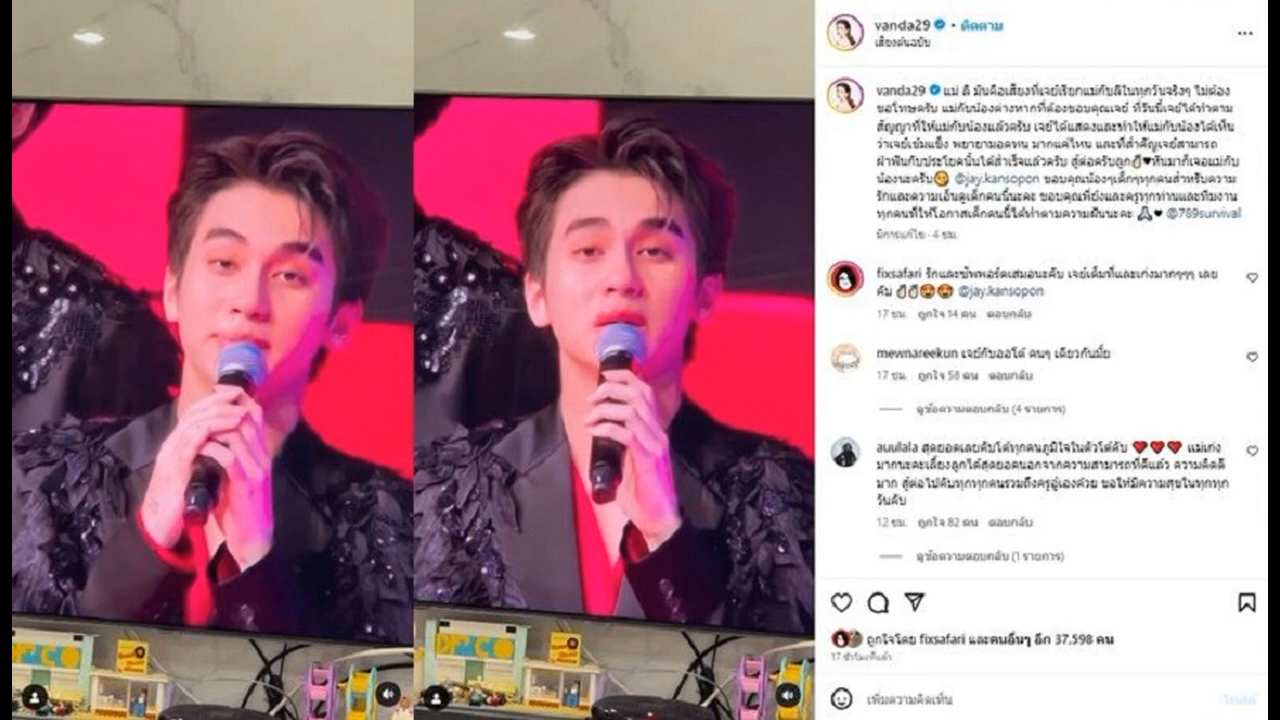 vanda29 • ติดตาม
เสียงต้นฉบับ
vanda29 แม่ ลี มันคือเสียงที่เจย์เรียกแม่กับลีในทุกวันจริงๆ ไม่ต้อง
ขอโทษครับ แม่กับน้องต่างหากที่ต้องขอบคุณเจย์ ที่วันนี้เจย์ได้ทำตาม
สัญญาที่ให้แม่กับน้องแล้วครับ เจย์ได้แสดงและทำให้แม่กับน้องได้เห็น
ว่าเจย์เข้มแข็ง พยายามอดทน มากแค่ไหน และที่สำคัญเจย์สามารถ
ฝ่าฟันกับประโยคนั้นได้สำเร็จแล้วครับ สู้ต่อครับลูก✌️♥หันมาก็เจอแม่กับ
น้องนะครับ😋 @jay.kansopon ขอบคุณน้องๆเด็กๆทุกคนสำหรับความ
รักและความเอ็นดูเด็กคนนี้นะคะ ขอบคุณพี่ยังและครูทุกท่านและทีมงาน
ทุกคนที่ให้โอกาสเด็กคนนี้ได้ทำตามความฝันนะคะ 🙏🏻♥ @789survival
มีการแก้ไข · 4 ชม.
fixsafari รักและซัพพอร์ตเสมอนะคับ เจย์เต็มที่และเก่งมากๆๆๆ เลย
คับ ✌🏻✌🏻😍😍 @jay.kansopon
17 ชม. ถูกใจ 14 คน ตอบกลับ
mewnareekun เจย์กับออโต้ คนๆ เดียวกันมั้ย
17 ชม. ถูกใจ 58 คน ตอบกลับ
ดูข้อความตอบกลับ (4 รายการ)
auulala สุดยอดเลยคับโต้ทุกคนภูมิใจในตัวโต้คับ ❤️❤️❤️ แม่เก่ง
มากนะคะเลี้ยงลูกได้สุดยอดนอกจากความสามารถที่ดีแล้ว ความคิดดี
มาก สู้ต่อไปคับทุกทุกคนรวมถึงครูอู๋เองด้วย ขอให้มีความสุขในทุกทุก
วันคับ
12 ชม. ถูกใจ 82 คน ตอบกลับ
ดูข้อความตอบกลับ (1 รายการ)
ถูกใจโดย fixsafari และคนอื่นๆ อีก 37,598 คน
17 ชั่วโมงที่แล้ว
เพิ่มความคิดเห็น
โพสต์